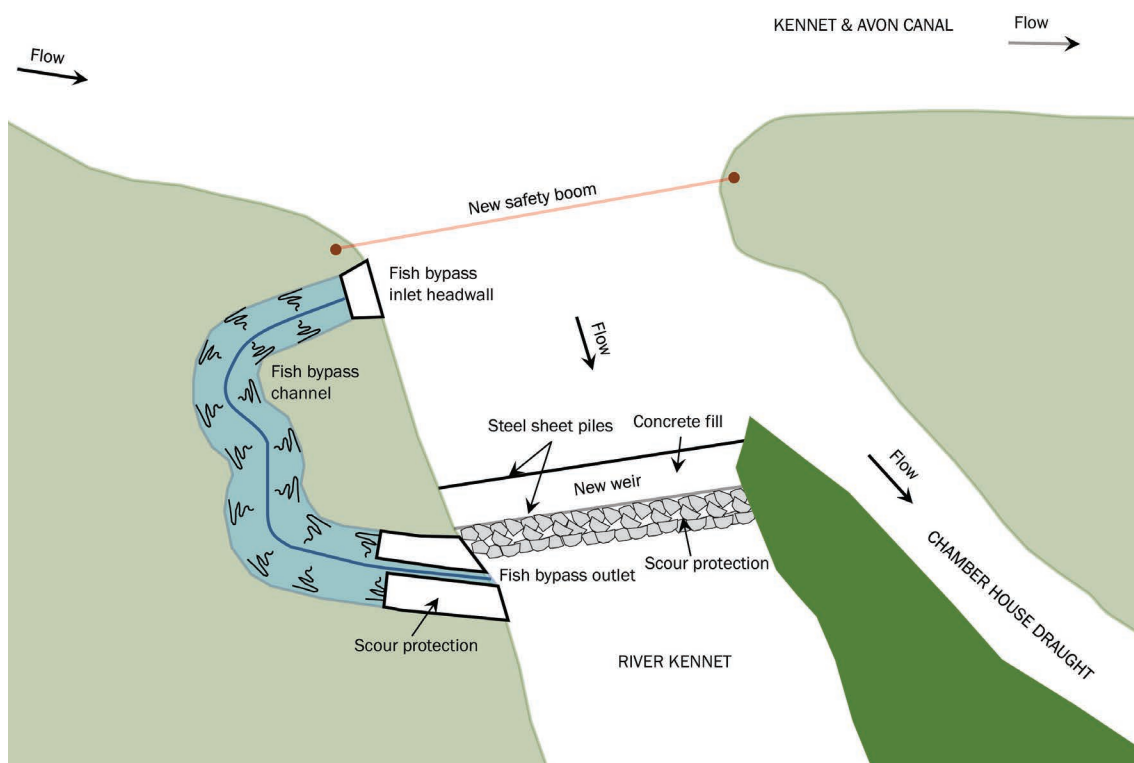 KENNET & AVON CANAL
Flow
Flow
New safety boom
Fish bypass
inlet headwall
Flow
Fish bypass
channel
Steel sheet piles
Concrete fill
New weir
Flow
Scour protection
Fish bypass outlet
Scour protection
CHAMBER HOUSE DRAUGHT
RIVER KENNET